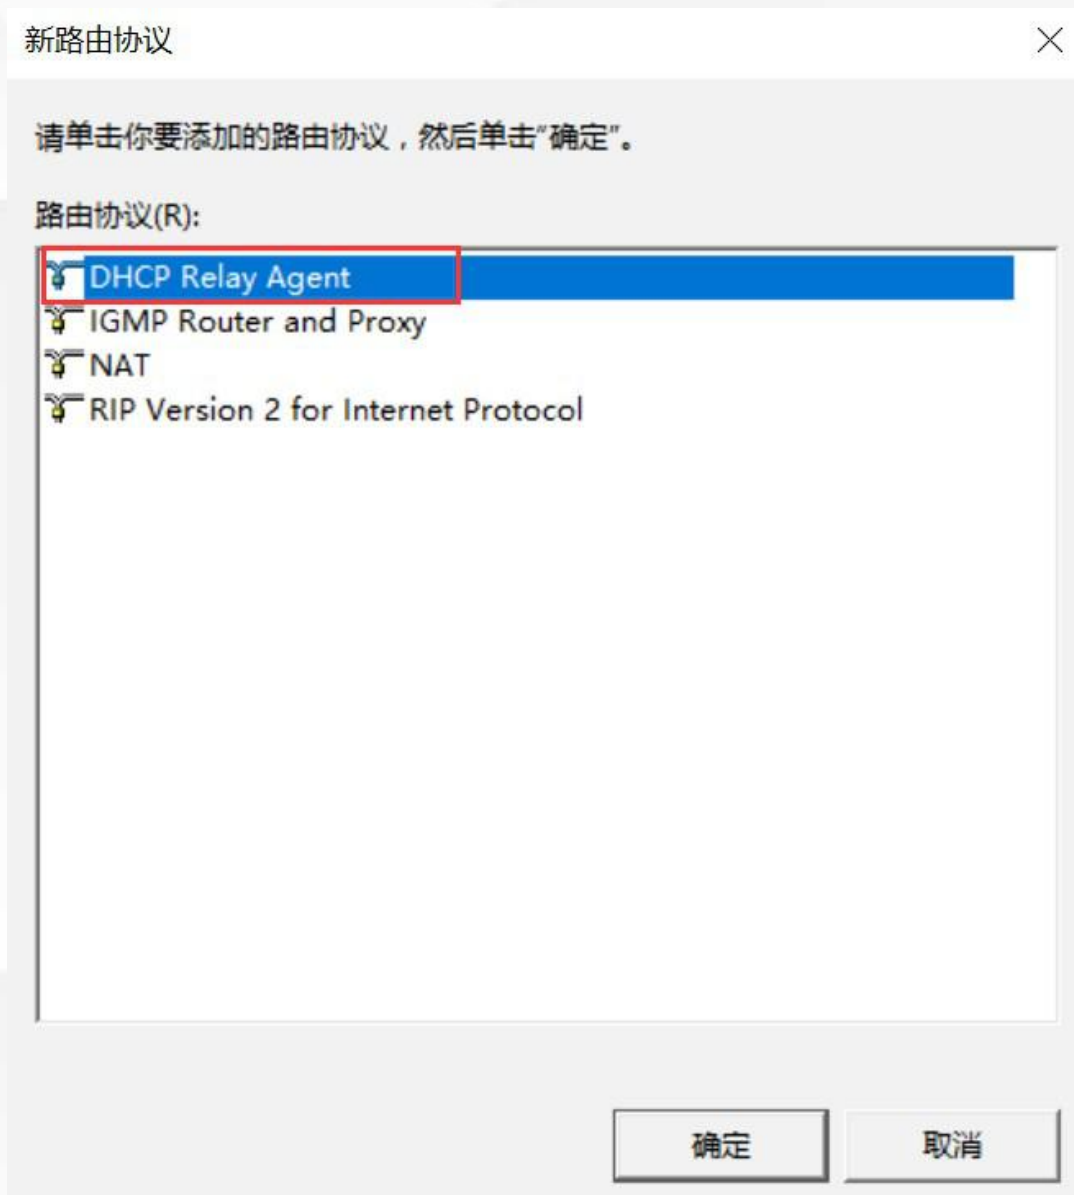 新路由协议
请单击你要添加的路由协议，然后单击“确定”。
路由协议(R):
DHCP Relay Agent
IGMP Router and Proxy
NAT
RIP Version 2 for Internet Protocol
确定
取消